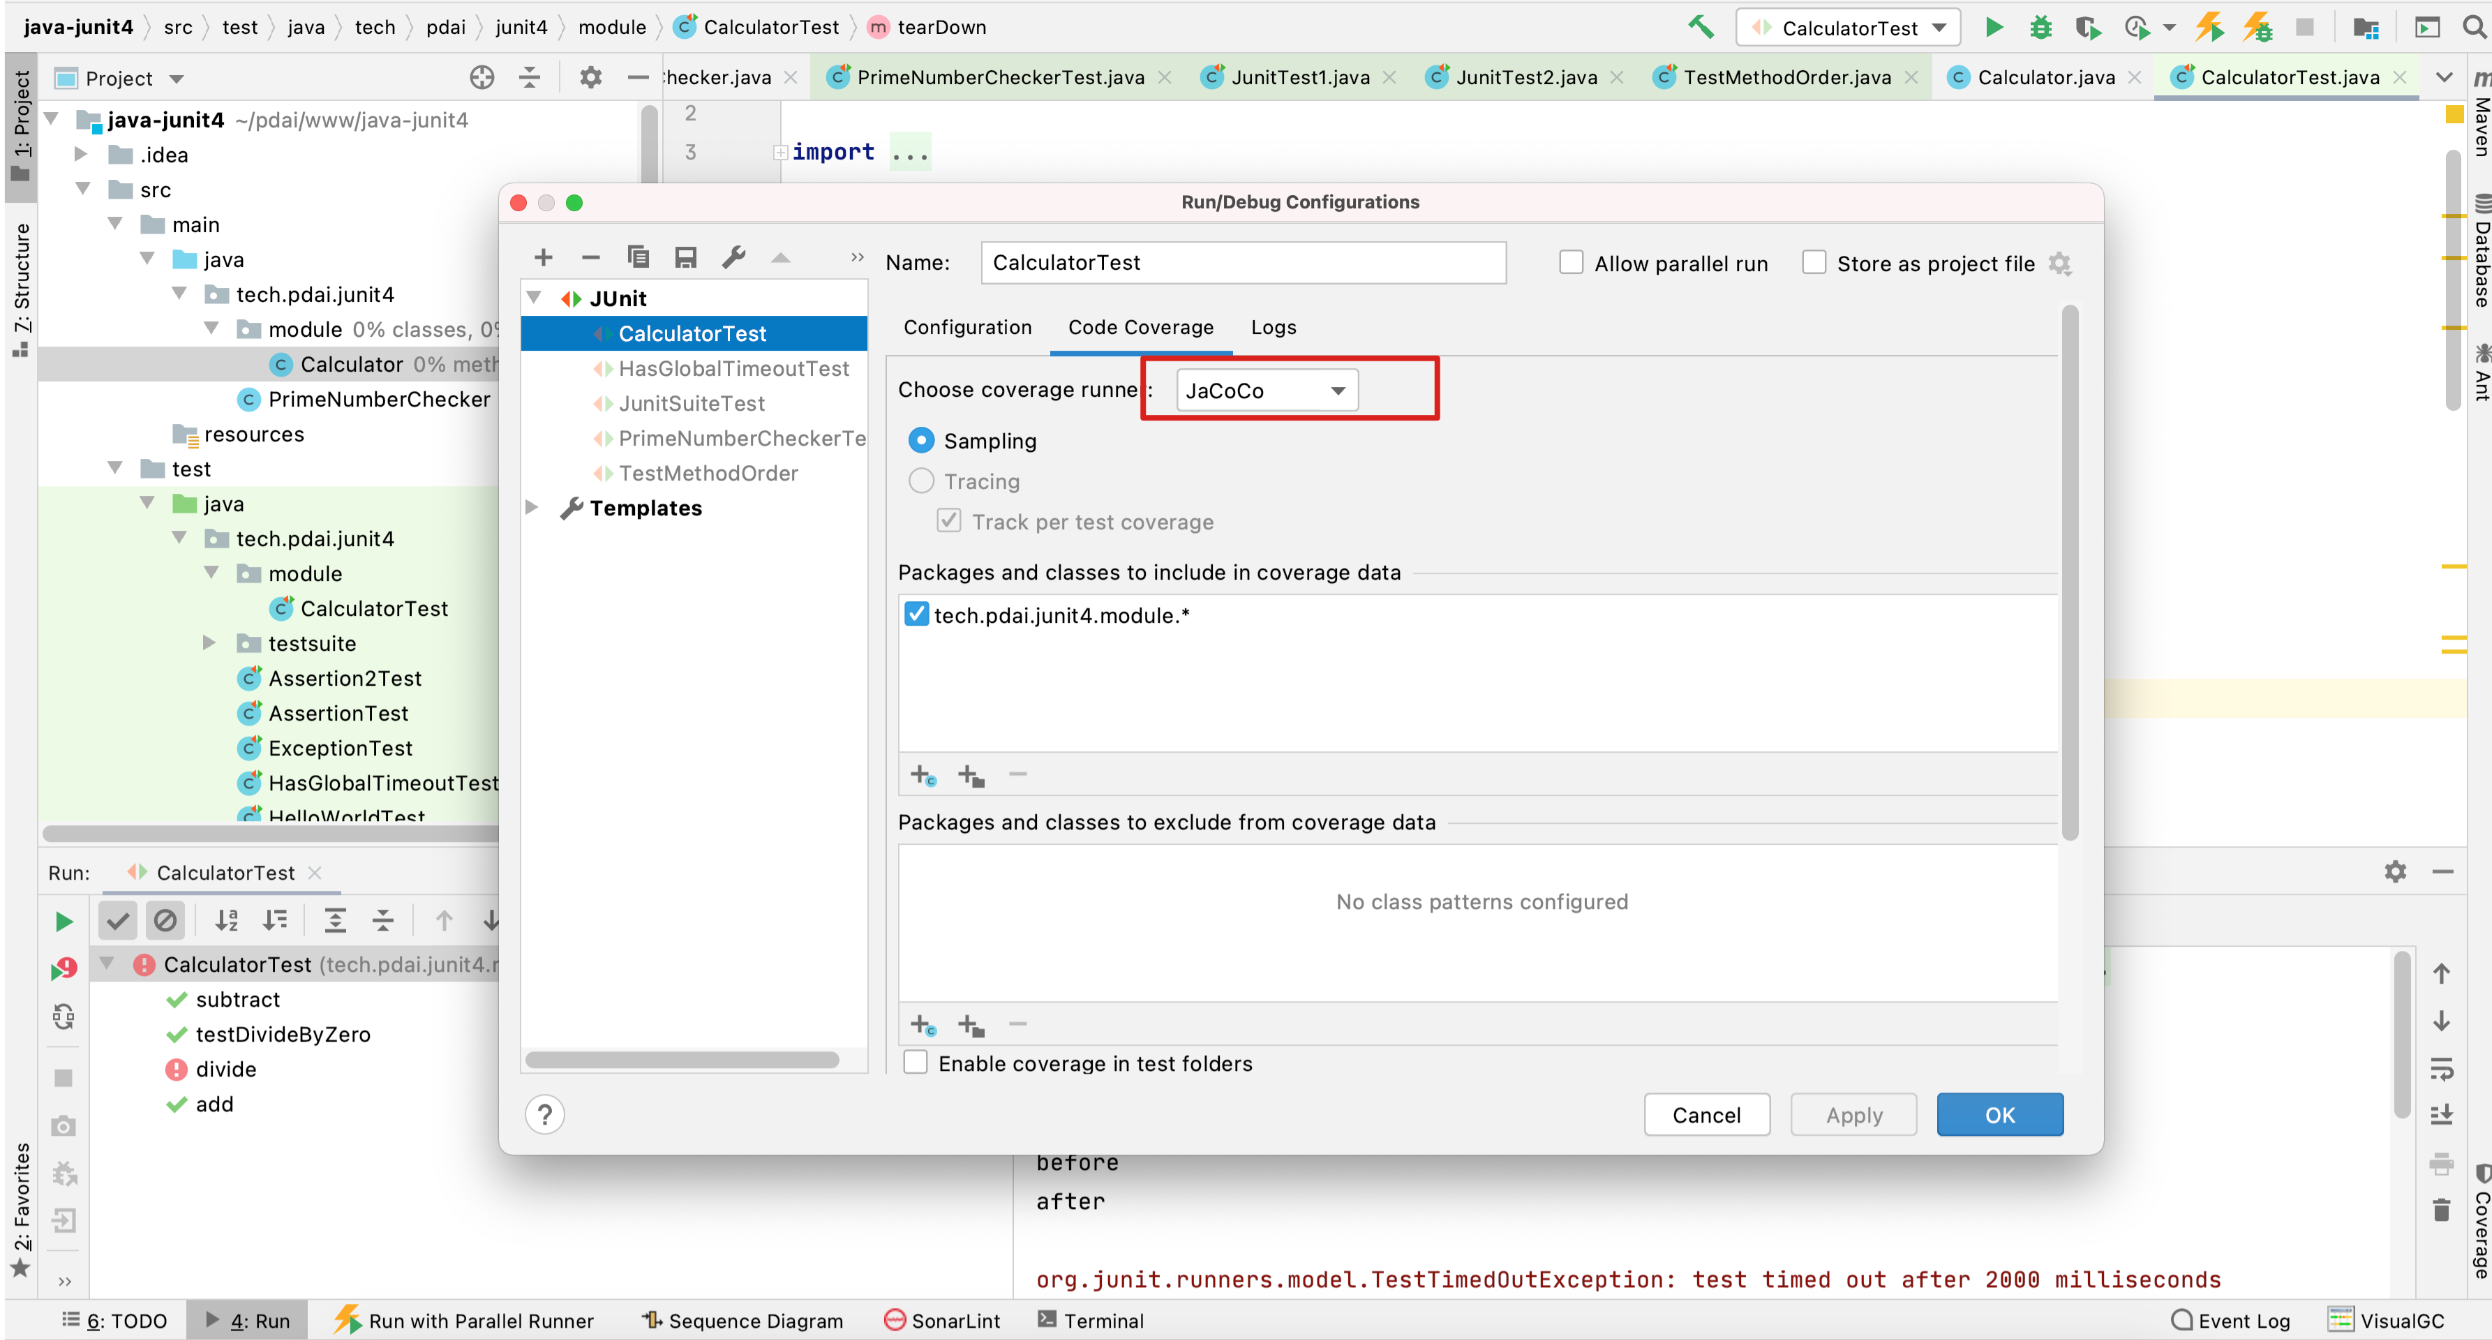 java-junit4 src test java tech pdai junit4 module CalculatorTest tearDown CalculatorTest
Project
hecker.java PrimeNumberCheckerTest.java JunitTest1.java JunitTest2.java TestMethodOrder.java Calculator.java CalculatorTest.java
1: Project
Z: Structure
2: Favorites
Maven
Database
Ant
Coverage
java-junit4 ~/pdai/www/java-junit4
.idea
src
main
java
tech.pdai.junit4
module 0% classes, 0%
Calculator 0% meth
PrimeNumberChecker
resources
test
java
tech.pdai.junit4
module
CalculatorTest
testsuite
Assertion2Test
AssertionTest
ExceptionTest
HasGlobalTimeoutTest
HelloWorldTest
2
3 import ...
Run/Debug Configurations
Name: CalculatorTest Allow parallel run Store as project file
JUnit
CalculatorTest
HasGlobalTimeoutTest
JunitSuiteTest
PrimeNumberCheckerTe
TestMethodOrder
Templates
Configuration Code Coverage Logs
Choose coverage runner: JaCoCo
Sampling
Tracing
Track per test coverage
Packages and classes to include in coverage data
tech.pdai.junit4.module.*
Packages and classes to exclude from coverage data
No class patterns configured
Enable coverage in test folders
? Cancel Apply OK
Run: CalculatorTest
CalculatorTest (tech.pdai.junit4.m
subtract
testDivideByZero
divide
add
before
after
org.junit.runners.model.TestTimedOutException: test timed out after 2000 milliseconds
6: TODO 4: Run Run with Parallel Runner Sequence Diagram SonarLint Terminal Event Log VisualGC